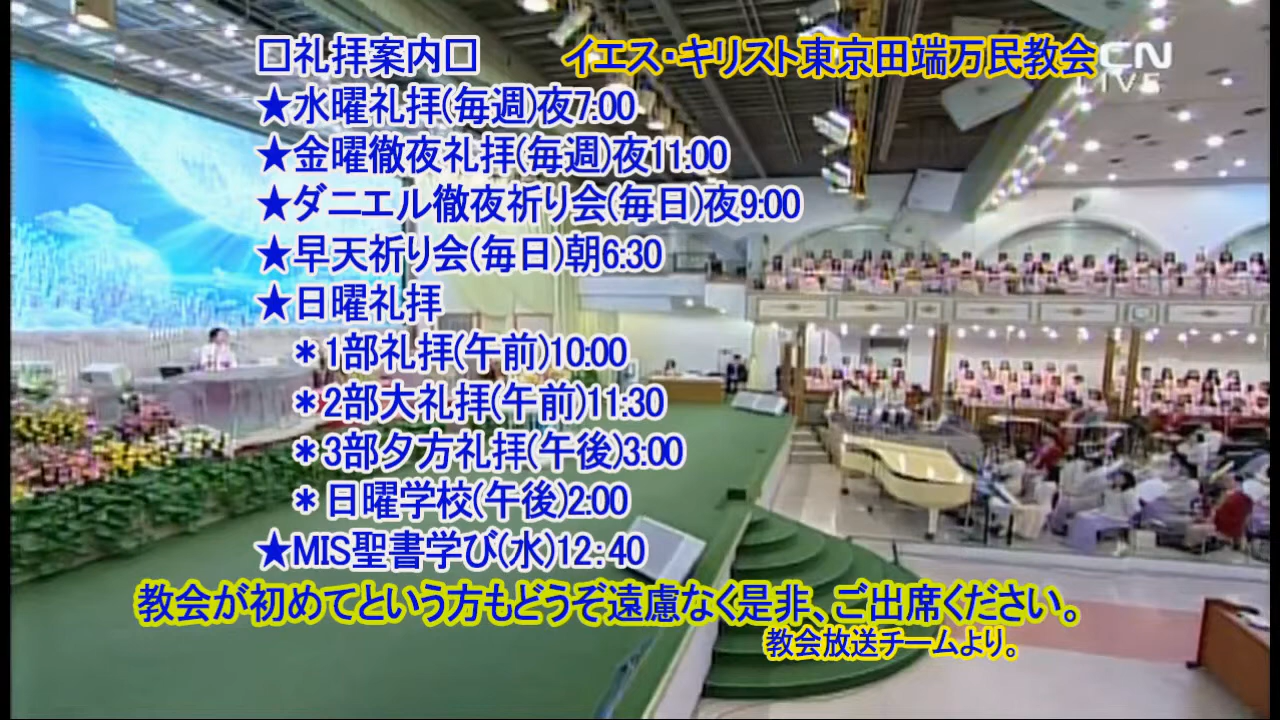 □礼拝案内□ イエス・キリスト東京田端万民教会
CN
LIVE
★水曜礼拝(毎週)夜7:00
★金曜徹夜礼拝(毎週)夜11:00
★ダニエル徹夜祈り会(毎日)夜9:00
★早天祈り会(毎日)朝6:30
★日曜礼拝
＊1部礼拝(午前)10:00
＊2部大礼拝(午前)11:30
＊3部夕方礼拝(午後)3:00
＊日曜学校(午後)2:00
★MIS聖書学び(水)12:40
教会が初めてという方もどうぞ遠慮なく是非、ご出席ください。
教会放送チームより。